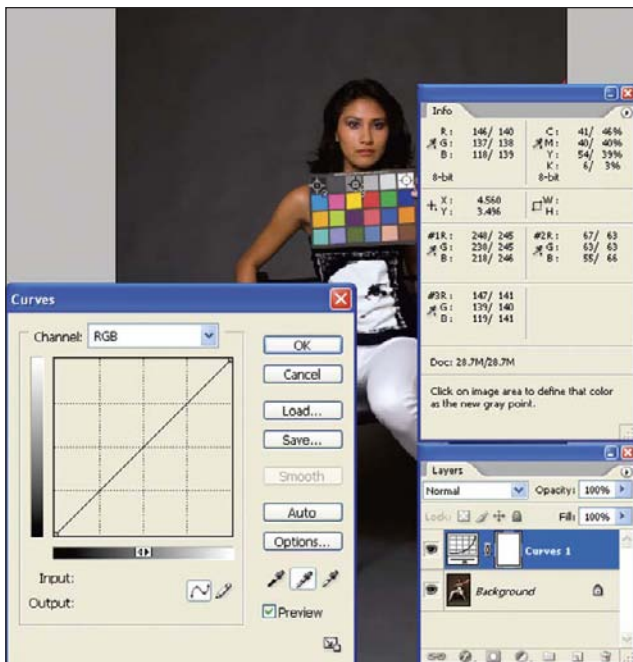 Info
R: 146/ 140 C: 41/ 46%
G: 137/ 138 M: 40/ 40%
B: 118/ 139 Y: 54/ 39%
K: 6/ 3%
8-bit 8-bit
X: 4.560 W:
Y: 3.496 H:
#1R: 248/ 245 #2R: 67/ 63
G: 238/ 245 G: 63/ 63
B: 218/ 246 B: 55/ 66
#3R: 147/ 141
G: 139/ 140
B: 119/ 141
Doc: 28.7M/28.7M
Click on image area to define that color
as the new gray point.
Curves
Channel: RGB
OK
Cancel
Load...
Save...
Smooth
Auto
Options...
Input:
Output:
Preview
Layers
Normal Opacity: 100%
Lock: Fill: 100%
Curves 1
Background